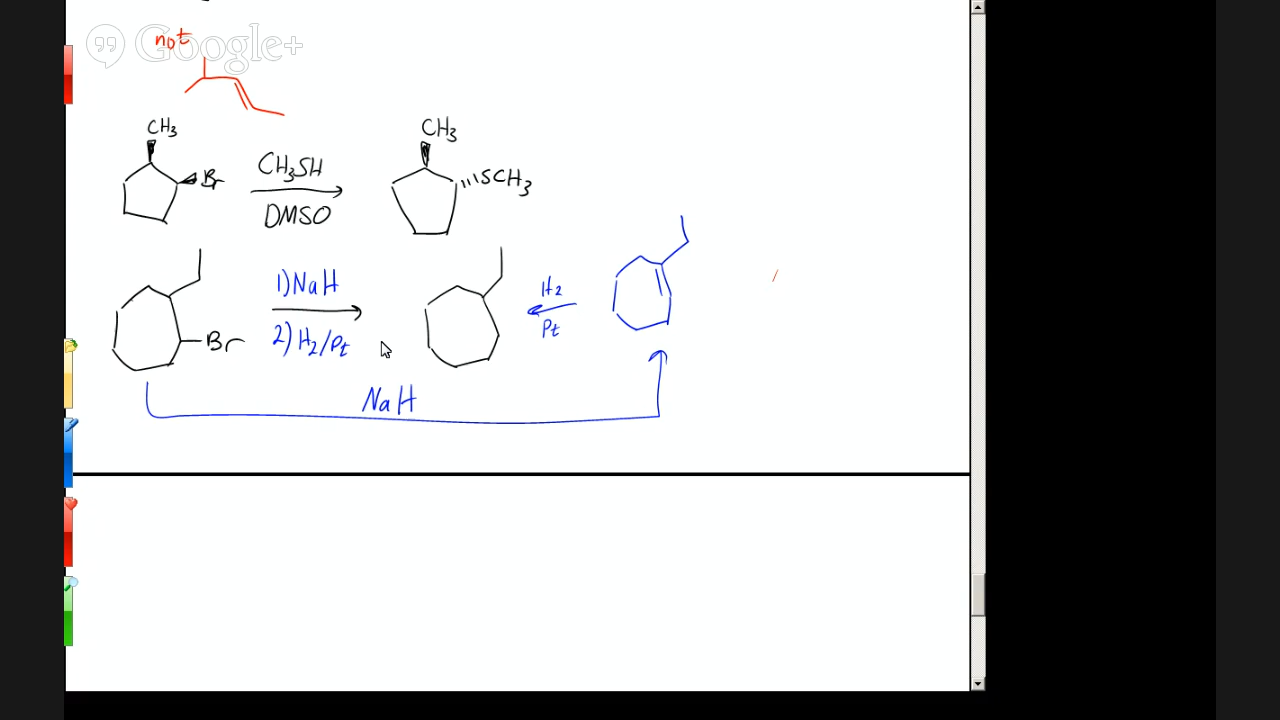 not
Google+
CH₃
CH₃
Br
CH₃SH
DMSO
SCH₃
1) NaH
2) H₂/Pt
Br
H₂
Pt
NaH